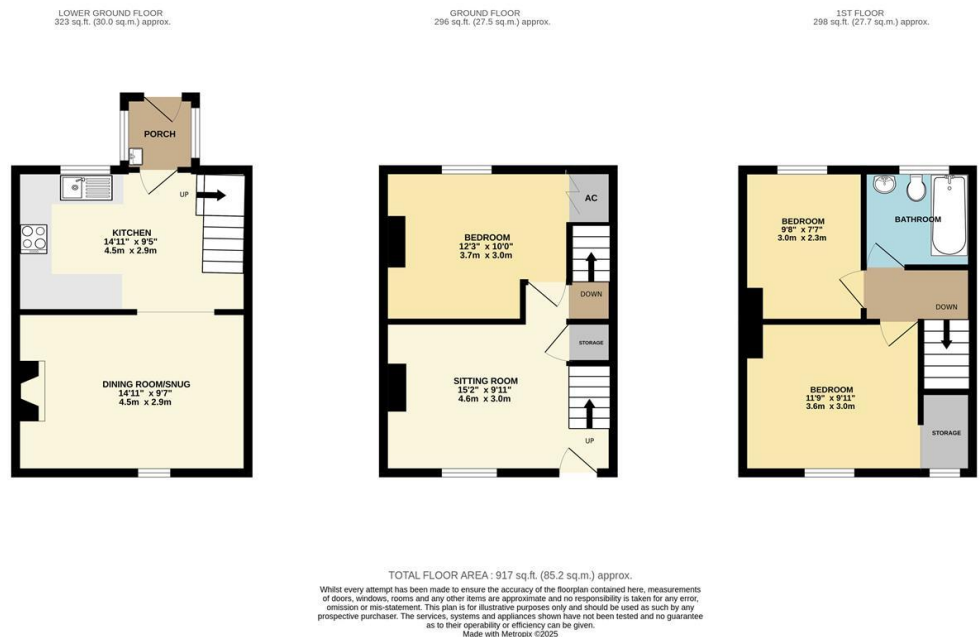 LOWER GROUND FLOOR
323 sq.ft. (30.0 sq.m.) approx.
GROUND FLOOR
296 sq.ft. (27.5 sq.m.) approx.
1ST FLOOR
298 sq.ft. (27.7 sq.m.) approx.
PORCH
UP
KITCHEN
14'11" x 9'5"
4.5m x 2.9m
DINING ROOM/SNUG
14'11" x 9'7"
4.5m x 2.9m
AC
BEDROOM
12'3" x 10'0"
3.7m x 3.0m
DOWN
STORAGE
SITTING ROOM
15'2" x 9'11"
4.6m x 3.0m
UP
BEDROOM
9'8" x 7'7"
3.0m x 2.3m
BATHROOM
DOWN
BEDROOM
11'9" x 9'11"
3.6m x 3.0m
STORAGE
TOTAL FLOOR AREA : 917 sq.ft. (85.2 sq.m.) approx.
Whilst every attempt has been made to ensure the accuracy of the floorplan contained here, measurements
of doors, windows, rooms and any other items are approximate and no responsibility is taken for any error,
omission or mis-statement. This plan is for illustrative purposes only and should be used as such by any
prospective purchaser. The services, systems and appliances shown have not been tested and no guarantee
as to their operability or efficiency can be given.
Made with Metropix ©2025